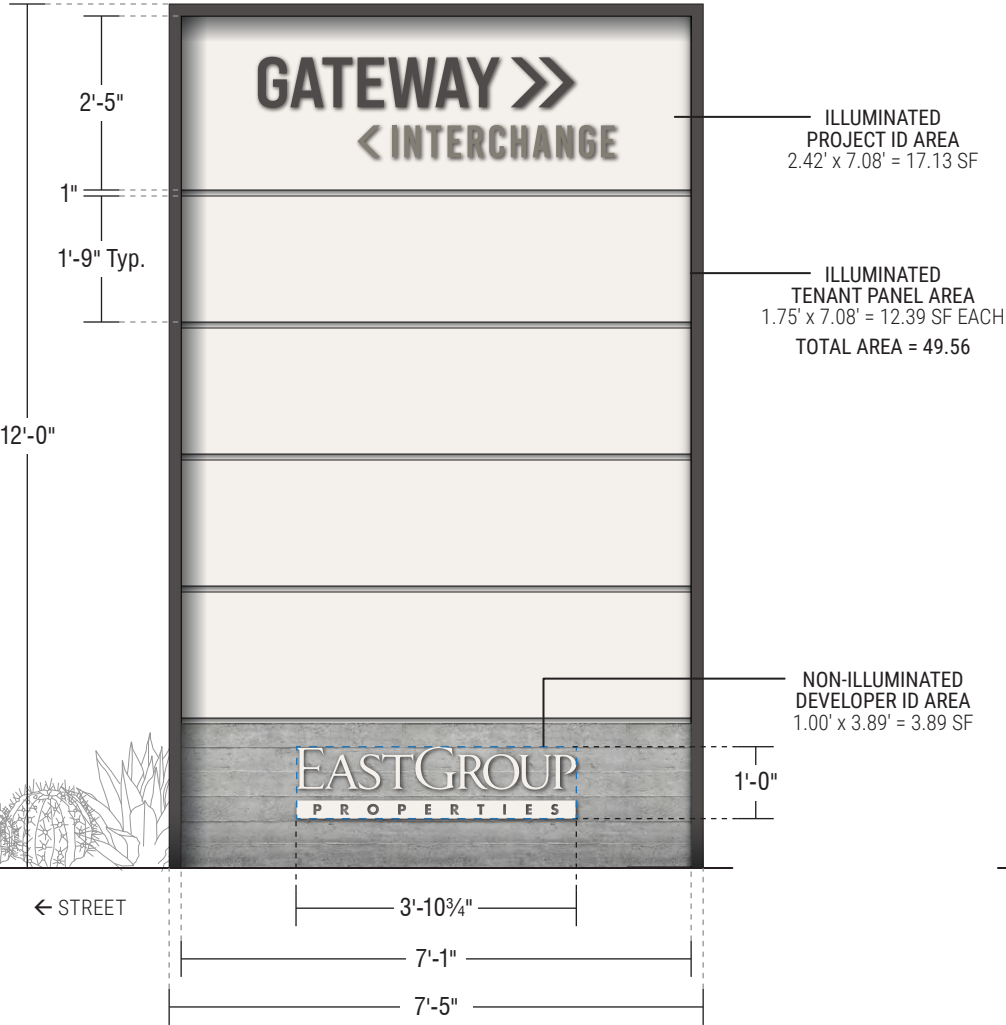 2'-5"
1"
1'-9" Typ.
12'-0"
GATEWAY
INTERCHANGE
ILLUMINATED
PROJECT ID AREA
2.42' x 7.08' = 17.13 SF
ILLUMINATED
TENANT PANEL AREA
1.75' x 7.08' = 12.39 SF EACH
TOTAL AREA = 49.56
NON-ILLUMINATED
DEVELOPER ID AREA
1.00' x 3.89' = 3.89 SF
EASTGROUP
PROPERTIES
1'-0"
← STREET
3'-10¾"
7'-1"
7'-5"